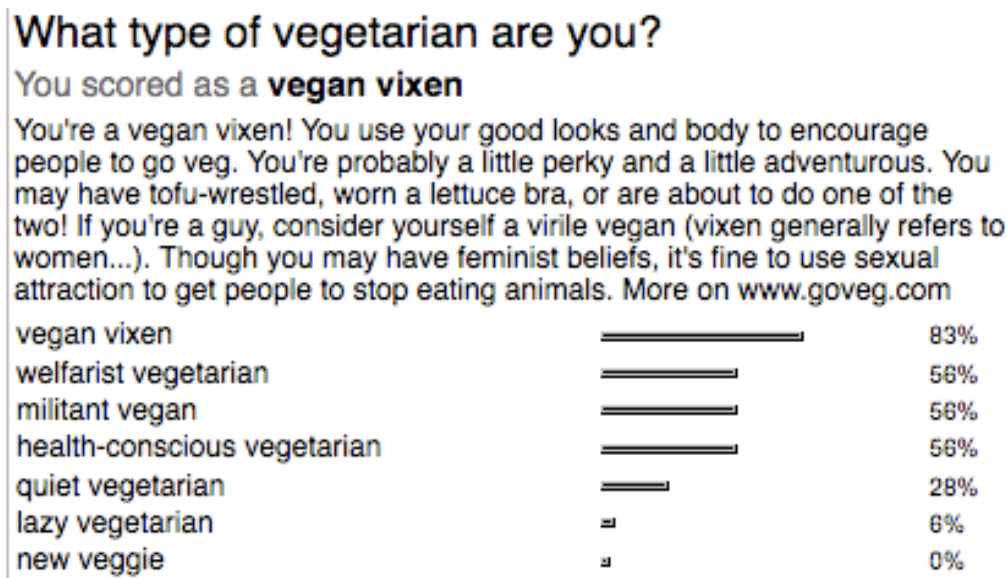 What type of vegetarian are you?
You scored as a vegan vixen
You're a vegan vixen! You use your good looks and body to encourage
people to go veg. You're probably a little perky and a little adventurous. You
may have tofu-wrestled, worn a lettuce bra, or are about to do one of the
two! If you're a guy, consider yourself a virile vegan (vixen generally refers to
women...). Though you may have feminist beliefs, it's fine to use sexual
attraction to get people to stop eating animals. More on www.goveg.com
vegan vixen 83%
welfarist vegetarian 56%
militant vegan 56%
health-conscious vegetarian 56%
quiet vegetarian 28%
lazy vegetarian 6%
new veggie 0%